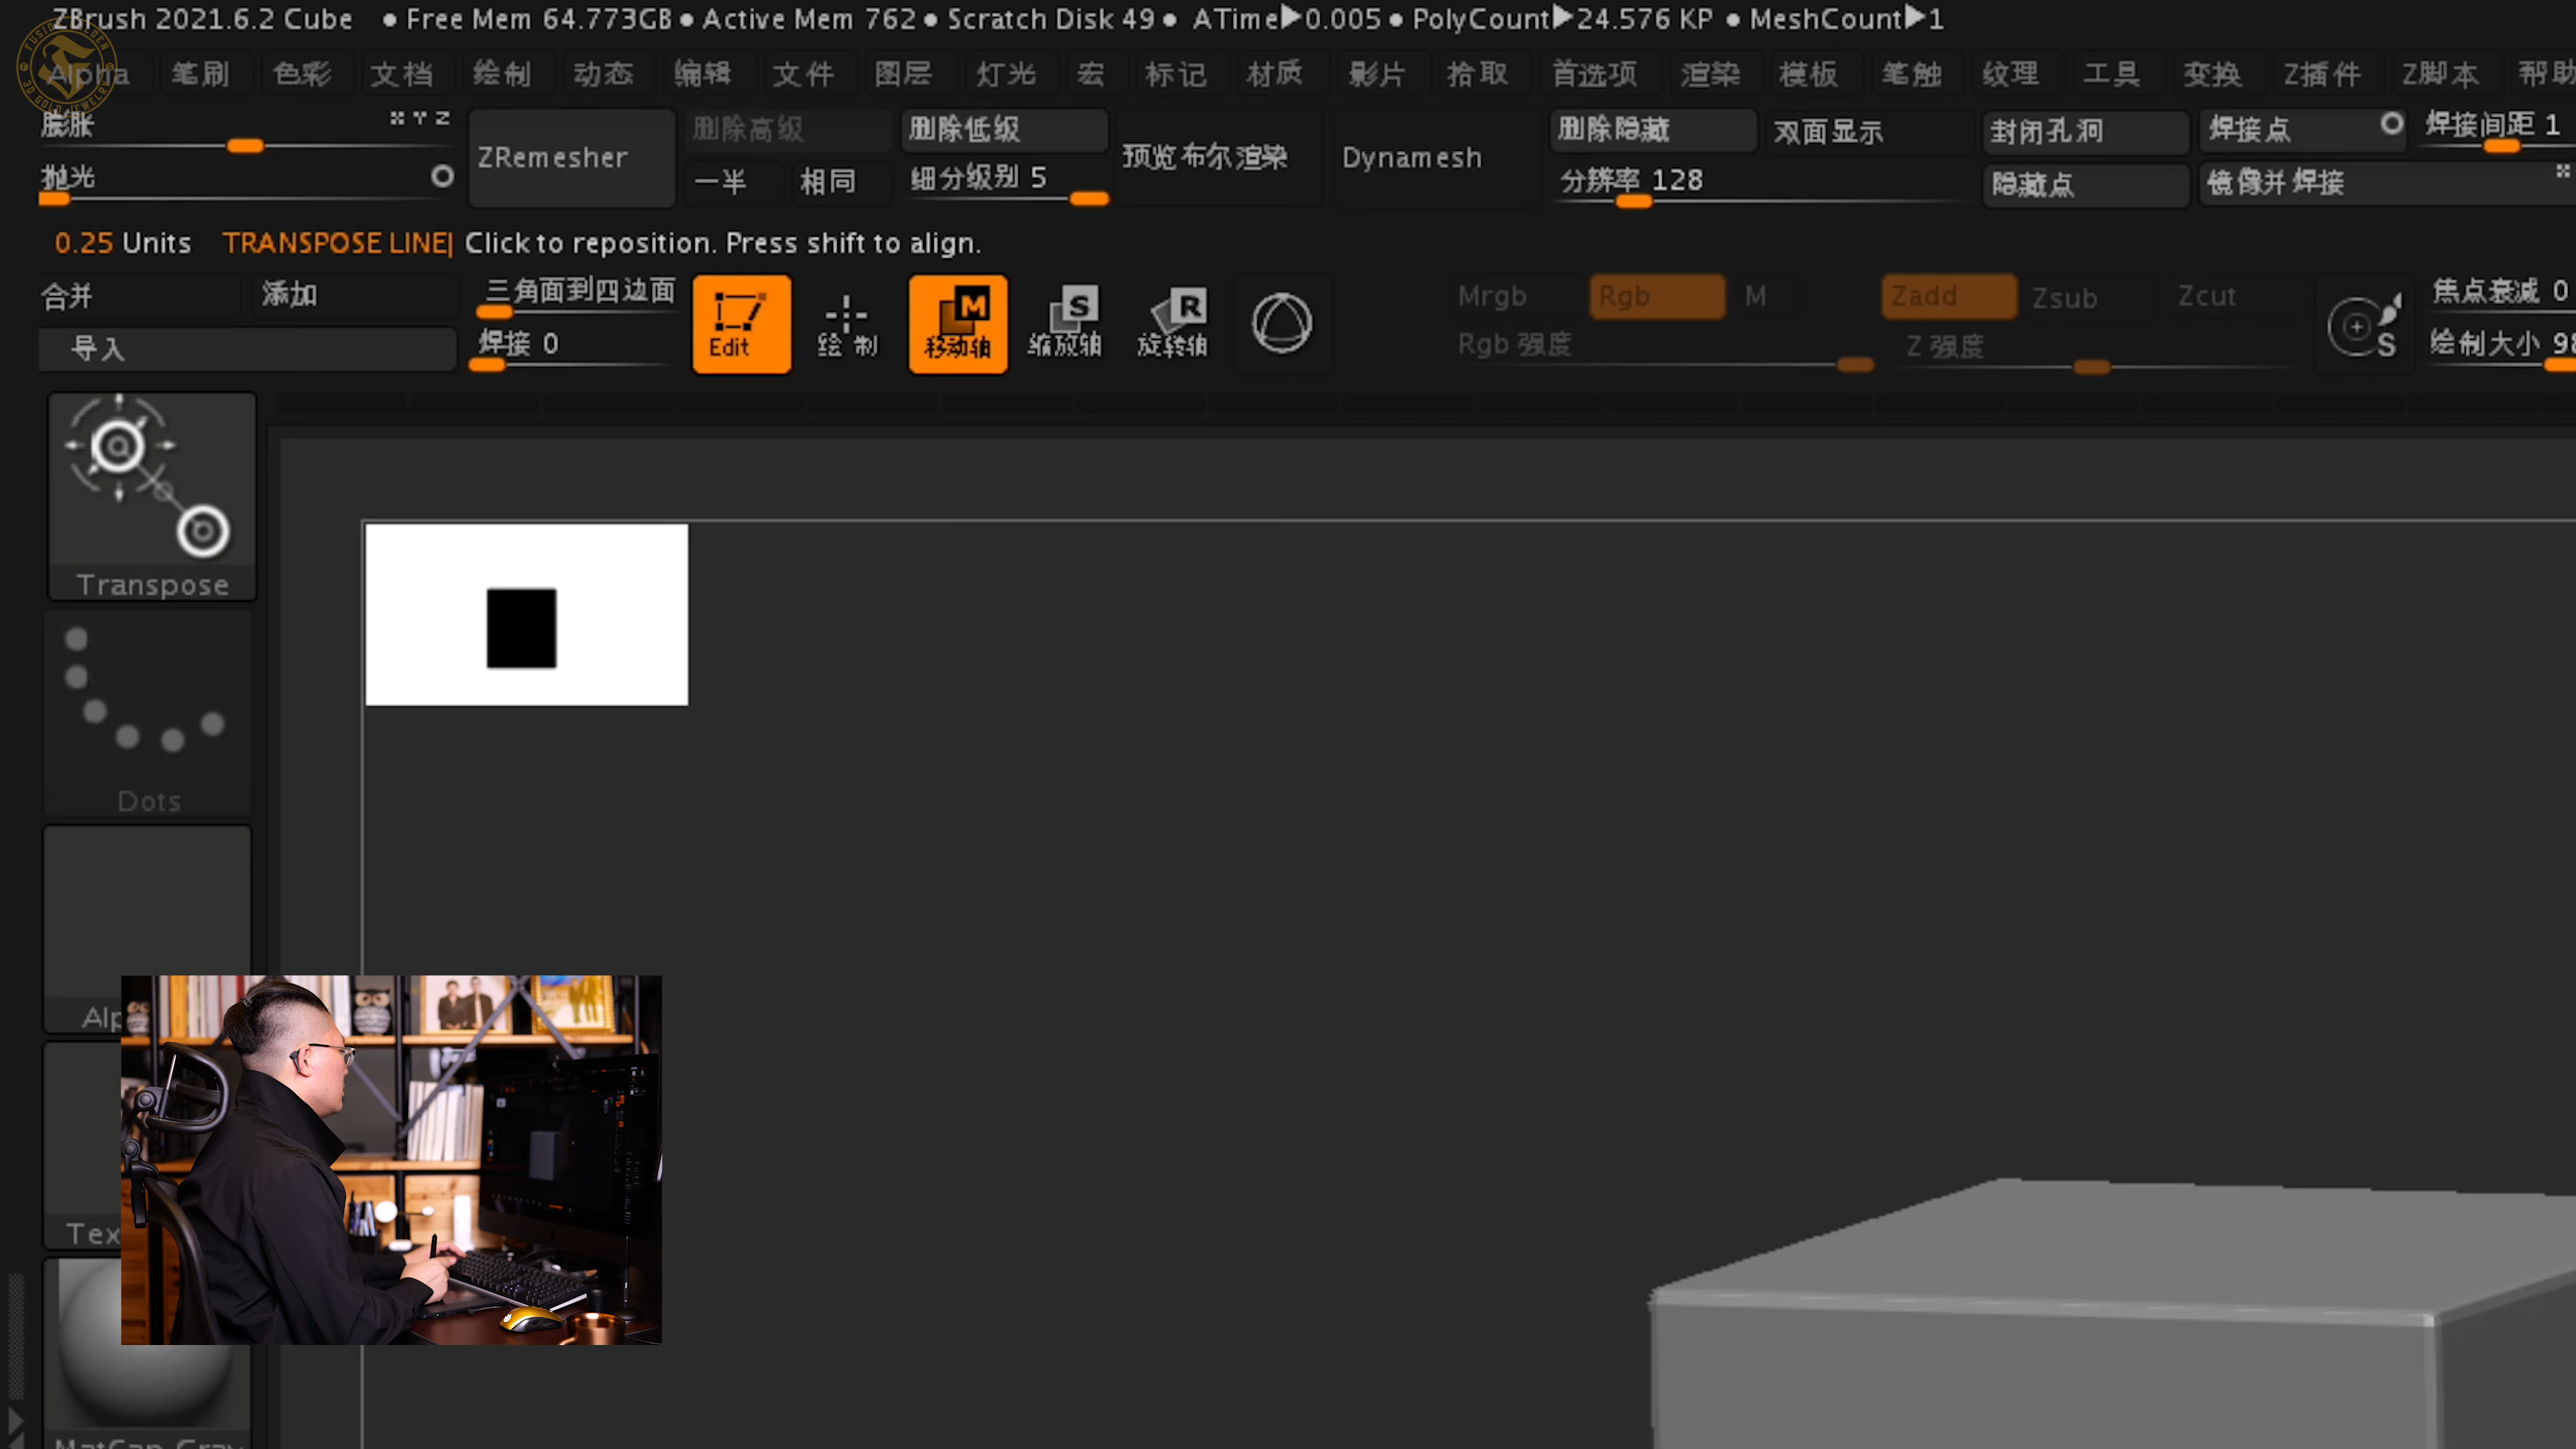 ZBrush 2021.6.2 Cube • Free Mem 64.773GB • Active Mem 762 • Scratch Disk 49 • ATime▶0.005 • PolyCount▶24.576 KP • MeshCount▶1
Alpha 笔刷 色彩 文档 绘制 动态 编辑 文件 图层 灯光 宏 标记 材质 影片 拾取 首选项 渲染 模板 笔触 纹理 工具 变换 Z插件 Z脚本 帮助
膨胀 X Y Z ZRemesher 删除高级 删除低级 预览布尔渲染 Dynamesh 删除隐藏 双面显示 封闭孔洞 焊接点 焊接间距 1
抛光 一半 相同 细分级别 5 分辨率 128 隐藏点 镜像并焊接
0.25 Units TRANSPOSE LINE| Click to reposition. Press shift to align.
合并 添加 三角面到四边面 Edit 绘制 M 移动轴 S 缩放轴 R 旋转轴 Mrgb Rgb M Zadd Zsub Zcut S 焦点衰减 0
导入 焊接 0 Rgb 强度 Z 强度 绘制大小
Transpose
Dots